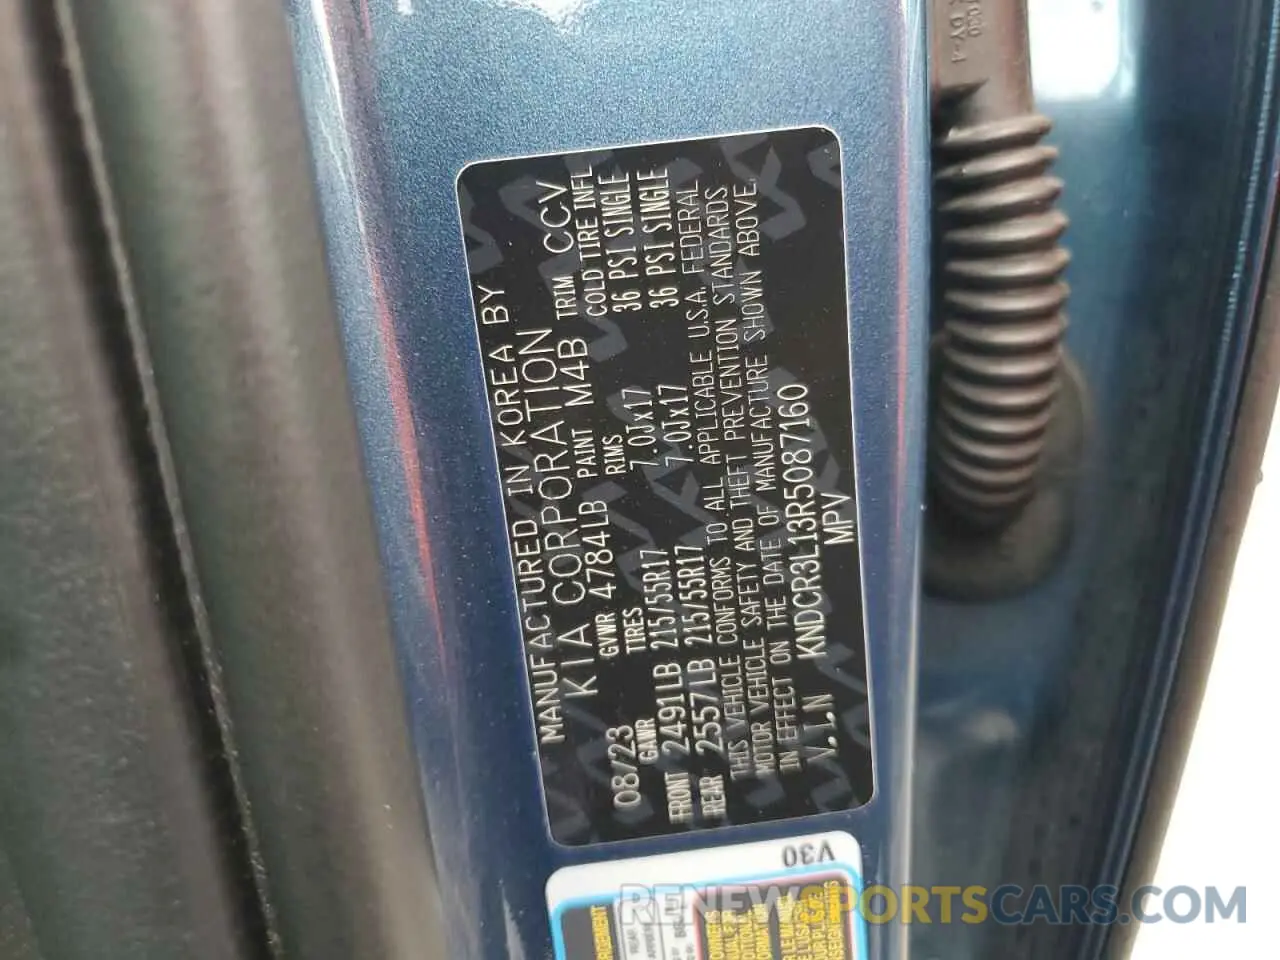 MANUFACTURED IN KOREA BY
KIA CORPORATION
08/23 GVWR 4784LB PAINT M4B TRIM CCV
GAWR TIRES RIMS COLD TIRE INFL
FRONT 2491LB 215/55R17 7.0Jx17 36 PSI SINGLE
REAR 2557LB 215/55R17 7.0Jx17 36 PSI SINGLE
THIS VEHICLE CONFORMS TO ALL APPLICABLE U.S.A. FEDERAL
MOTOR VEHICLE SAFETY AND THEFT PREVENTION STANDARDS
IN EFFECT ON THE DATE OF MANUFACTURE SHOWN ABOVE.
V.I.N KNDCR3L13R5087160
MPV
V30
RENEWSPORTSCARS.COM